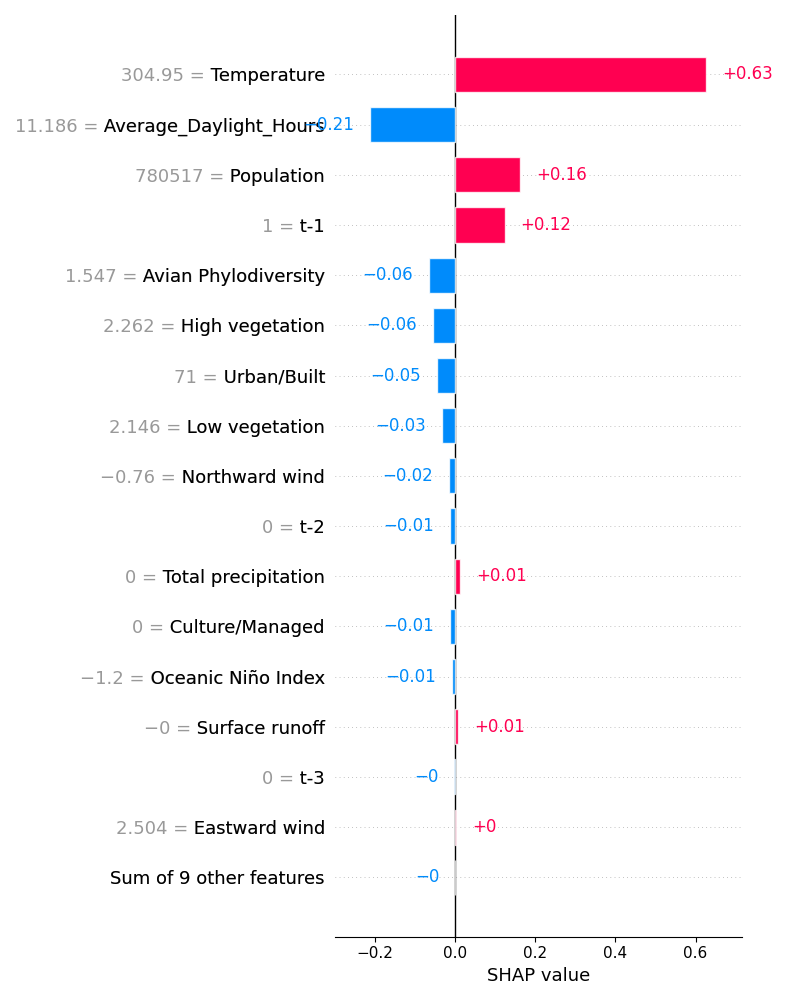 304.95 = Temperature +0.63
11.186 = Average_Daylight_Hours −0.21
780517 = Population +0.16
1 = t-1 +0.12
1.547 = Avian Phylodiversity −0.06
2.262 = High vegetation −0.06
71 = Urban/Built −0.05
2.146 = Low vegetation −0.03
−0.76 = Northward wind −0.02
0 = t-2 −0.01
0 = Total precipitation +0.01
0 = Culture/Managed −0.01
−1.2 = Oceanic Niño Index −0.01
−0 = Surface runoff +0.01
0 = t-3 −0
2.504 = Eastward wind +0
Sum of 9 other features −0
−0.2 0.0 0.2 0.4 0.6
SHAP value